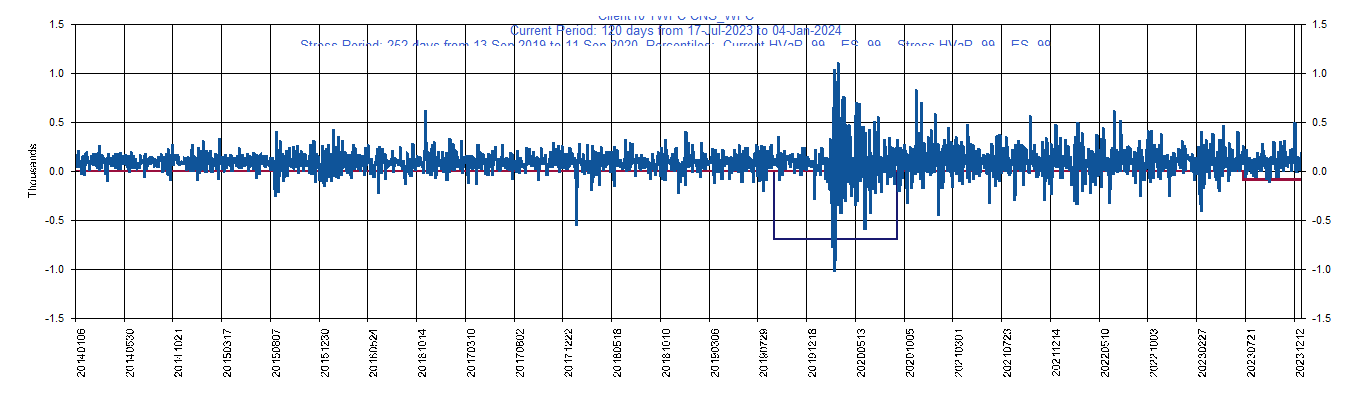 Current Period: 120 days from 17-Jul-2023 to 04-Jan-2024
Stress Period: 252 days from 13-Sep-2019 to 11-Sep-2020 Percentiles: Current HVaR 99 ES 99 Stress HVaR 99 ES 99
1.5 1.5
1.0 1.0
0.5 0.5
0.0 0.0
-0.5 -0.5
-1.0 -1.0
-1.5 -1.5
Thousands
20140106 20140530 20141021 20150317 20150807 20151230 20160524 20161014 20170310 20170802 20171222 20180518 20181010 20190306 20190729 20191218 20200513 20201005 20210301 20210723 20211214 20220510 20221003 20230227 20230721 20231212